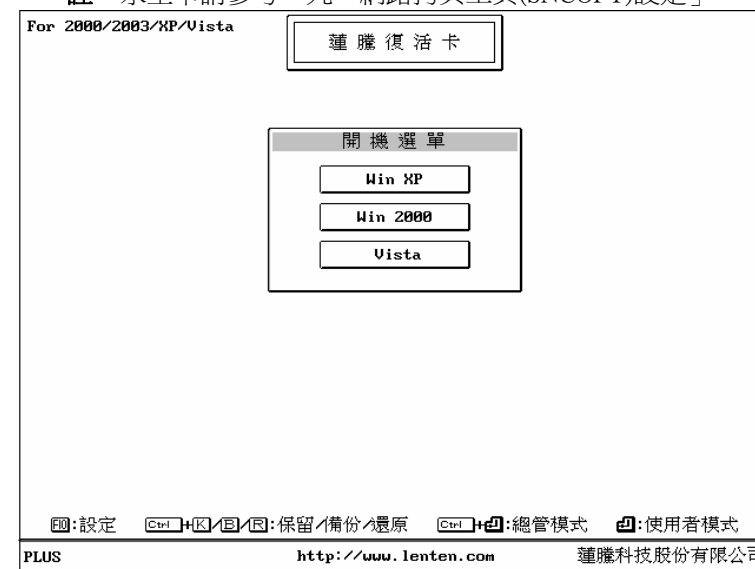 For 2000/2003/XP/Vista
蓮騰復活卡
開機選單
Win XP
Win 2000
Vista
F10:設定 Ctrl+K/B/R:保留/備份/還原 Ctrl+:總管模式 :使用者模式
PLUS http://www.lenten.com 蓮騰科技股份有限公司